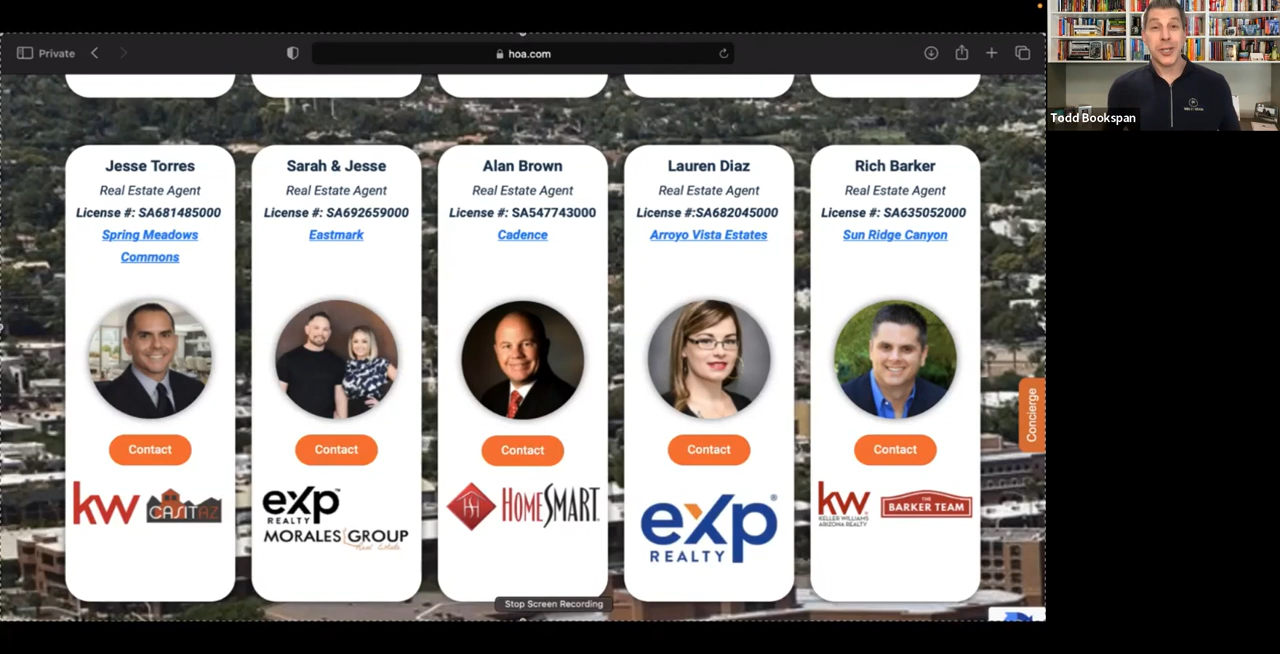 Private
hoa.com
Todd Bookspan
Jesse Torres
Real Estate Agent
License #: SA681485000
Spring Meadows
Commons
Contact
kw
CASITAZ
Sarah & Jesse
Real Estate Agent
License #: SA692659000
Eastmark
Contact
exp™
REALTY
MORALES GROUP
Real Estate
Alan Brown
Real Estate Agent
License #: SA547743000
Cadence
Contact
HS
HOMESMART
Lauren Diaz
Real Estate Agent
License #:SA682045000
Arroyo Vista Estates
Contact
exp®
REALTY
Rich Barker
Real Estate Agent
License #: SA635052000
Sun Ridge Canyon
Contact
kw
KELLER WILLIAMS
ARIZONA REALTY
THE
BARKER TEAM
Concierge
Stop Screen Recording